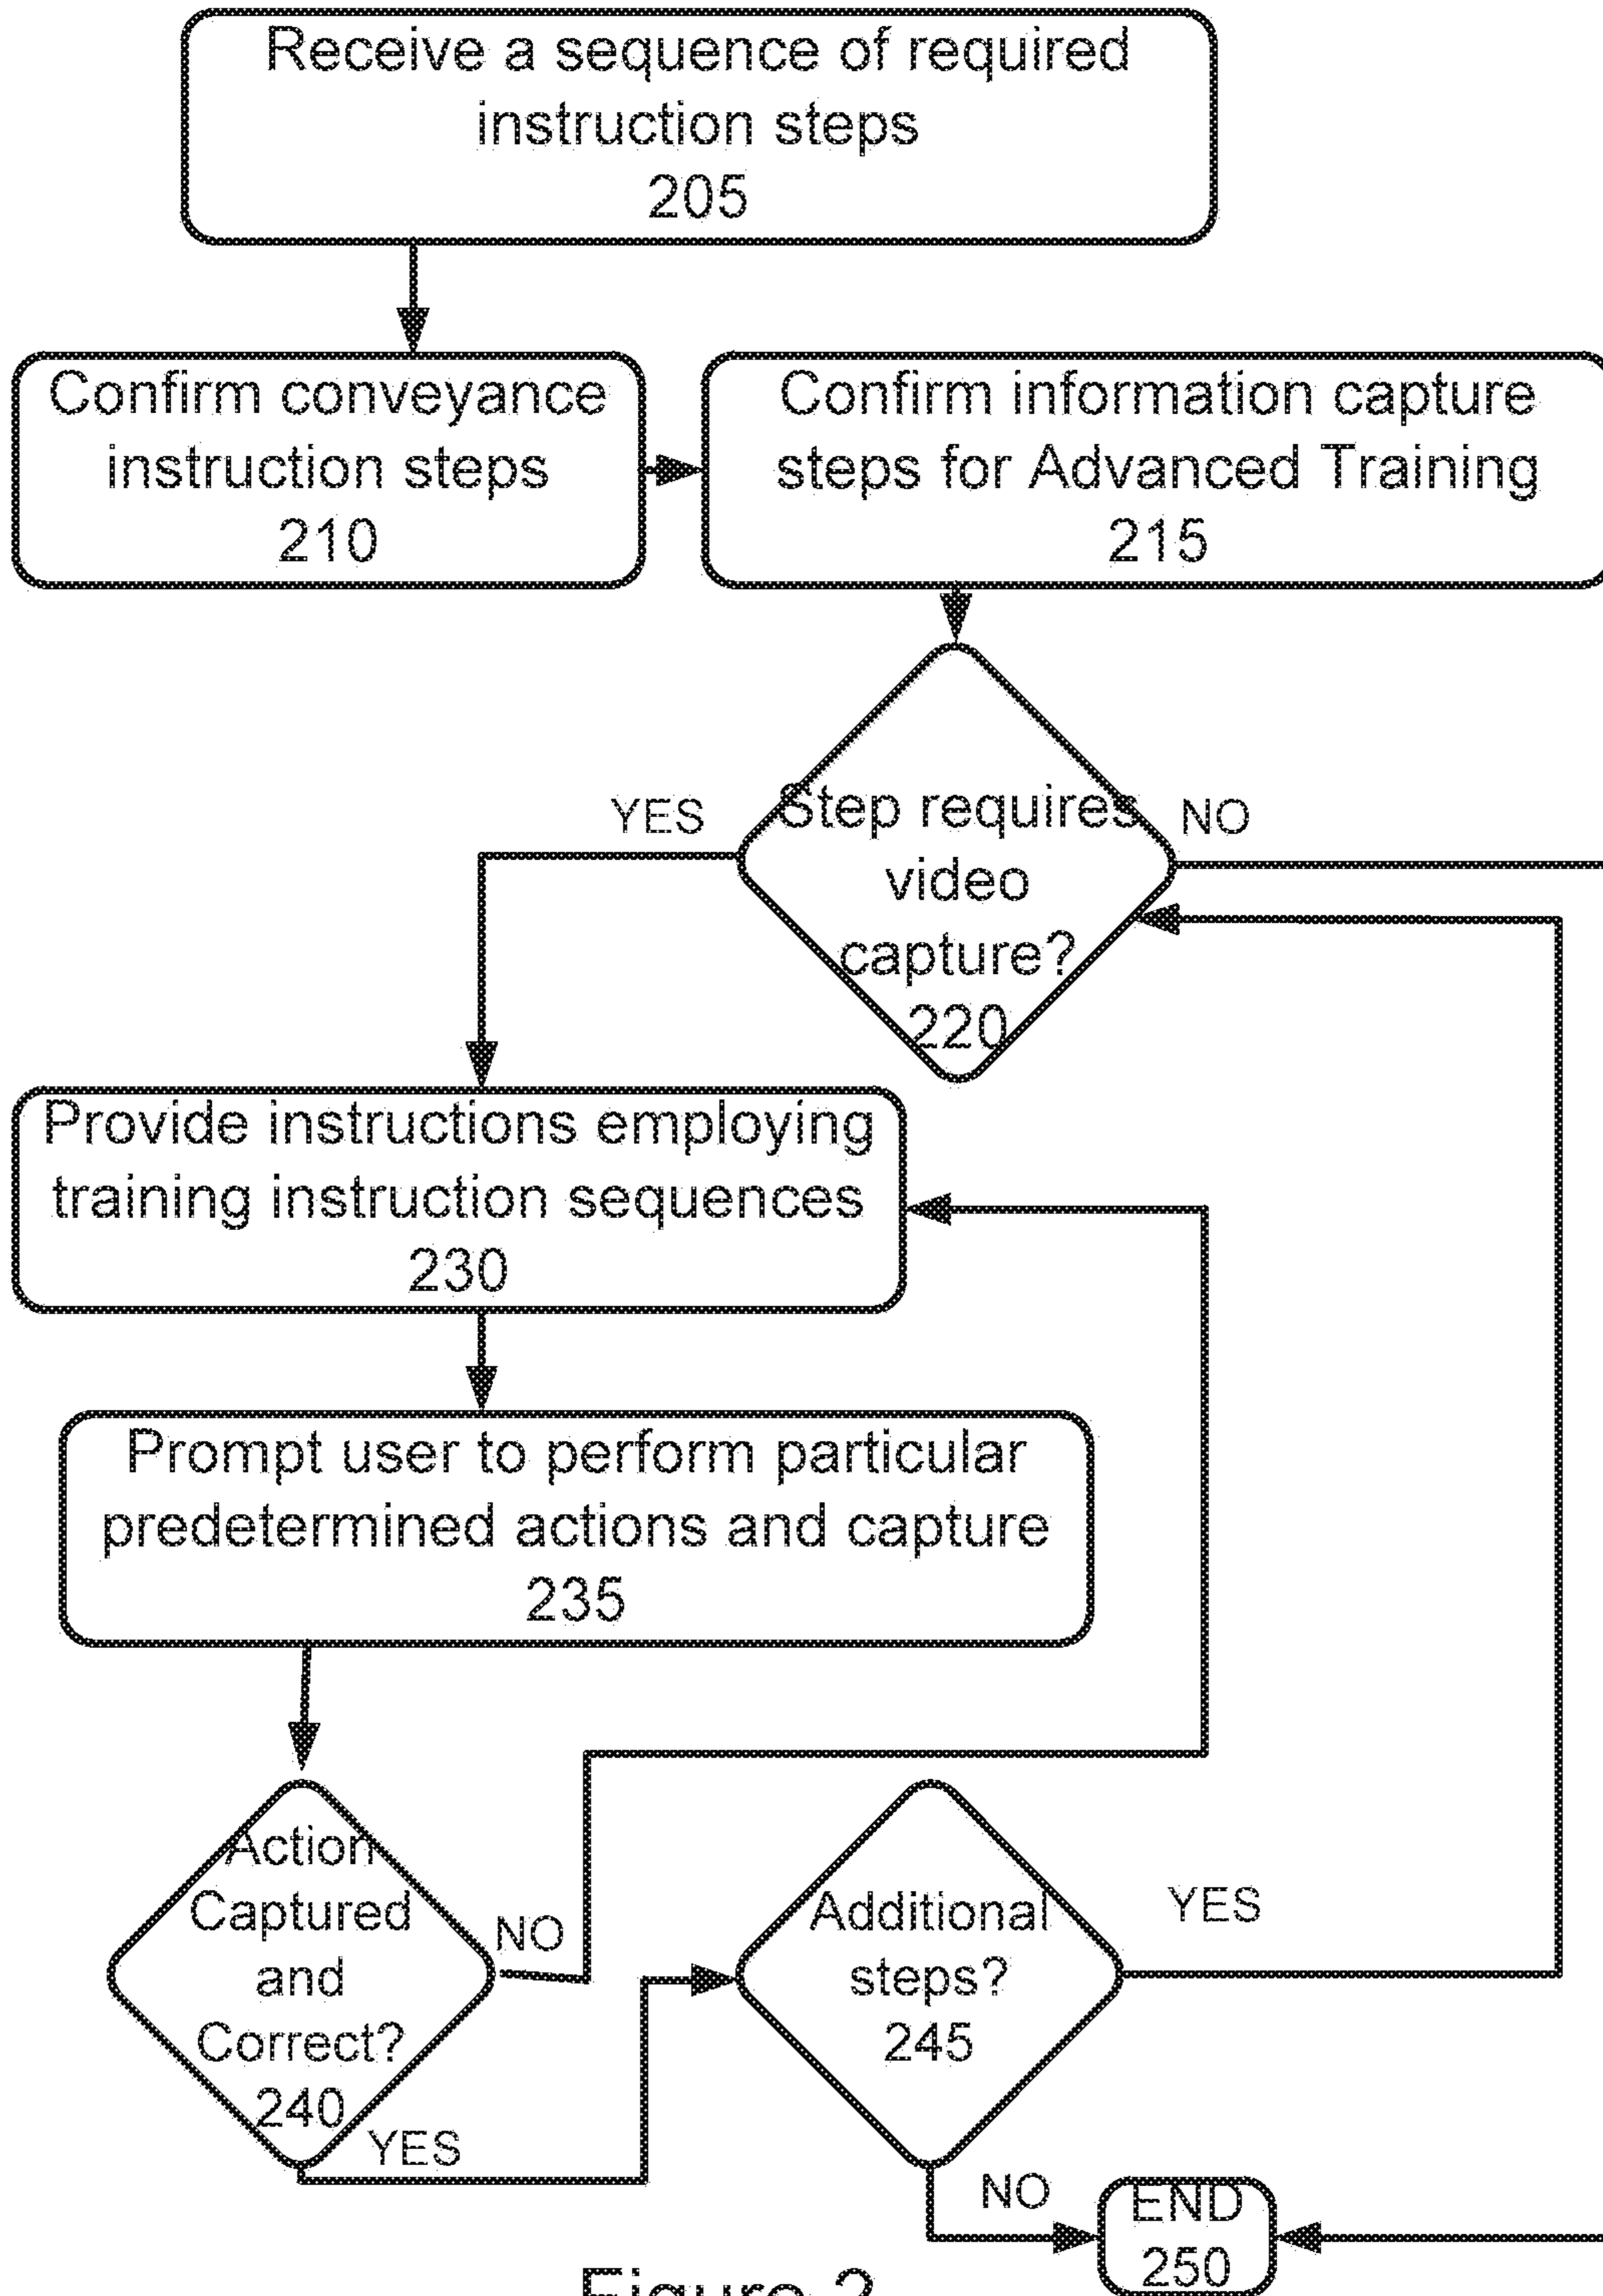 Receive a sequence of required
instruction steps
205
Confirm conveyance
instruction steps
210
Confirm information capture
steps for Advanced Training
215
YES
Step requires
video
capture?
220
NO
Provide instructions employing
training instruction sequences
230
Prompt user to perform particular
predetermined actions and capture
235
Action
Captured
and
Correct?
240
NO
YES
Additional
steps?
245
YES
NO
END
250
Figure 2